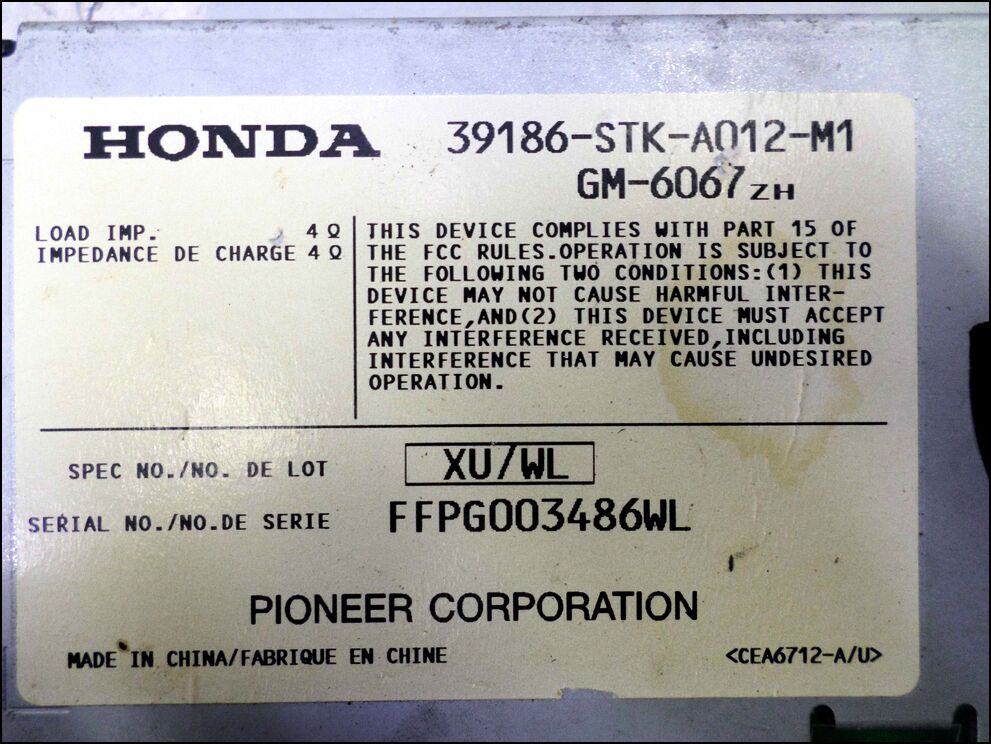 HONDA 39186-STK-A012-M1
GM-6067 ZH
LOAD IMP. 4 Ω
IMPEDANCE DE CHARGE 4 Ω
THIS DEVICE COMPLIES WITH PART 15 OF
THE FCC RULES.OPERATION IS SUBJECT TO
THE FOLLOWING TWO CONDITIONS:(1) THIS
DEVICE MAY NOT CAUSE HARMFUL INTER-
FERENCE,AND(2) THIS DEVICE MUST ACCEPT
ANY INTERFERENCE RECEIVED,INCLUDING
INTERFERENCE THAT MAY CAUSE UNDESIRED
OPERATION.
SPEC NO./NO. DE LOT XU/WL
SERIAL NO./NO.DE SERIE FFPG003486WL
PIONEER CORPORATION
MADE IN CHINA/FABRIQUE EN CHINE <CEA6712-A/U>